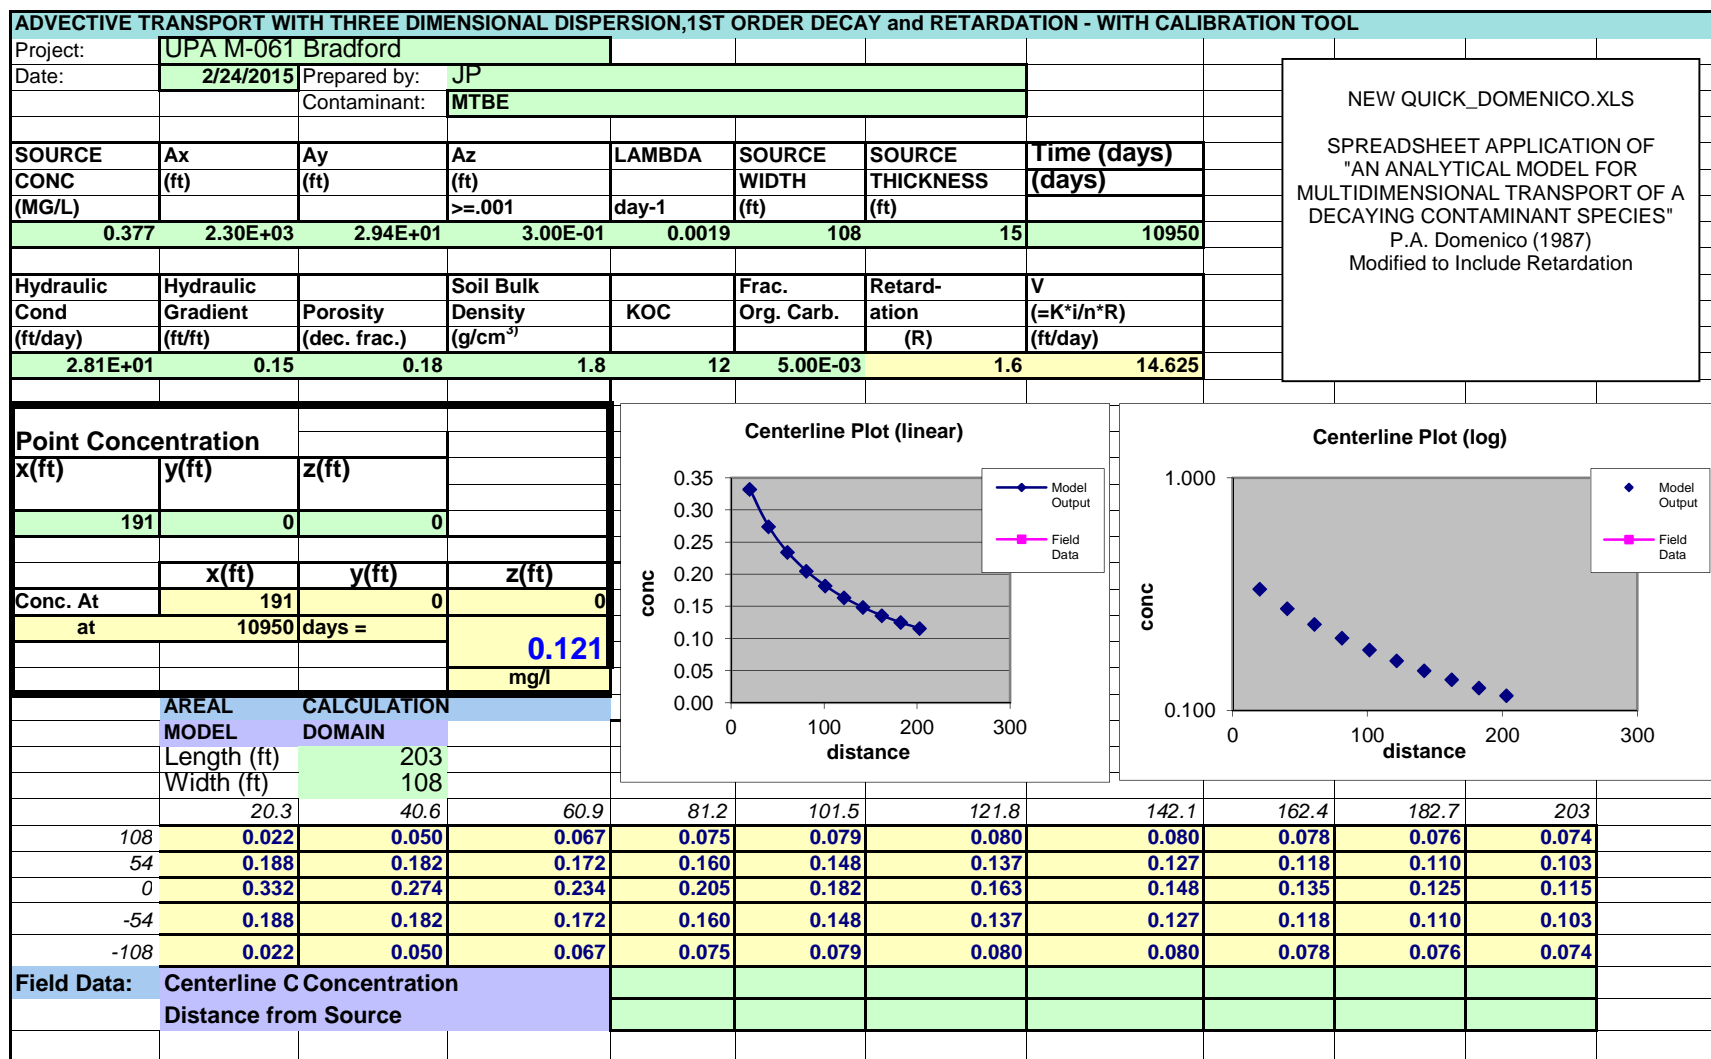 ADVECTIVE TRANSPORT WITH THREE DIMENSIONAL DISPERSION,1ST ORDER DECAY and RETARDATION - WITH CALIBRATION TOOL
Project: UPA M-061 Bradford
Date: 2/24/2015 Prepared by: JP
Contaminant: MTBE
NEW QUICK_DOMENICO.XLS
SPREADSHEET APPLICATION OF
"AN ANALYTICAL MODEL FOR
MULTIDIMENSIONAL TRANSPORT OF A
DECAYING CONTAMINANT SPECIES"
P.A. Domenico (1987)
Modified to Include Retardation
SOURCE Ax Ay Az LAMBDA SOURCE SOURCE Time (days)
CONC (ft) (ft) (ft) WIDTH THICKNESS (days)
(MG/L) >=.001 day-1 (ft) (ft)
0.377 2.30E+03 2.94E+01 3.00E-01 0.0019 108 15 10950
Hydraulic Hydraulic Soil Bulk Frac. Retard- V
Cond Gradient Porosity Density KOC Org. Carb. ation (=K*i/n*R)
(ft/day) (ft/ft) (dec. frac.) (g/cm3) (R) (ft/day)
2.81E+01 0.15 0.18 1.8 12 5.00E-03 1.6 14.625
Point Concentration
x(ft) y(ft) z(ft)
191 0 0
x(ft) y(ft) z(ft)
Conc. At 191 0 0
at 10950 days =
0.121
mg/l
Centerline Plot (linear)
0.35
0.30
0.25
0.20
0.15
0.10
0.05
0.00
conc
0 100 200 300
distance
Model
Output
Field
Data
Centerline Plot (log)
1.000
0.100
conc
0 100 200 300
distance
Model
Output
Field
Data
AREAL CALCULATION
MODEL DOMAIN
Length (ft) 203
Width (ft) 108
20.3 40.6 60.9 81.2 101.5 121.8 142.1 162.4 182.7 203
108 0.022 0.050 0.067 0.075 0.079 0.080 0.080 0.078 0.076 0.074
54 0.188 0.182 0.172 0.160 0.148 0.137 0.127 0.118 0.110 0.103
0 0.332 0.274 0.234 0.205 0.182 0.163 0.148 0.135 0.125 0.115
-54 0.188 0.182 0.172 0.160 0.148 0.137 0.127 0.118 0.110 0.103
-108 0.022 0.050 0.067 0.075 0.079 0.080 0.080 0.078 0.076 0.074
Field Data: Centerline C Concentration
Distance from Source